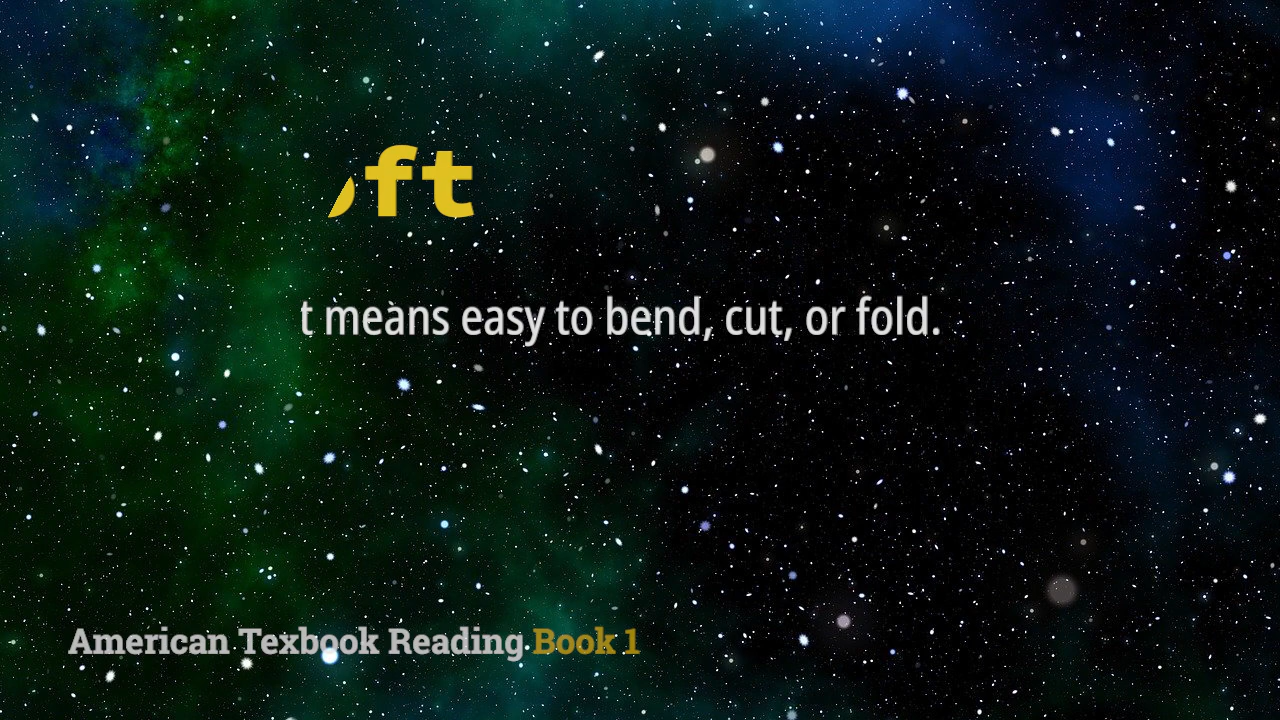 ft
t means easy to bend, cut, or fold.
American Texbook Reading Book 1